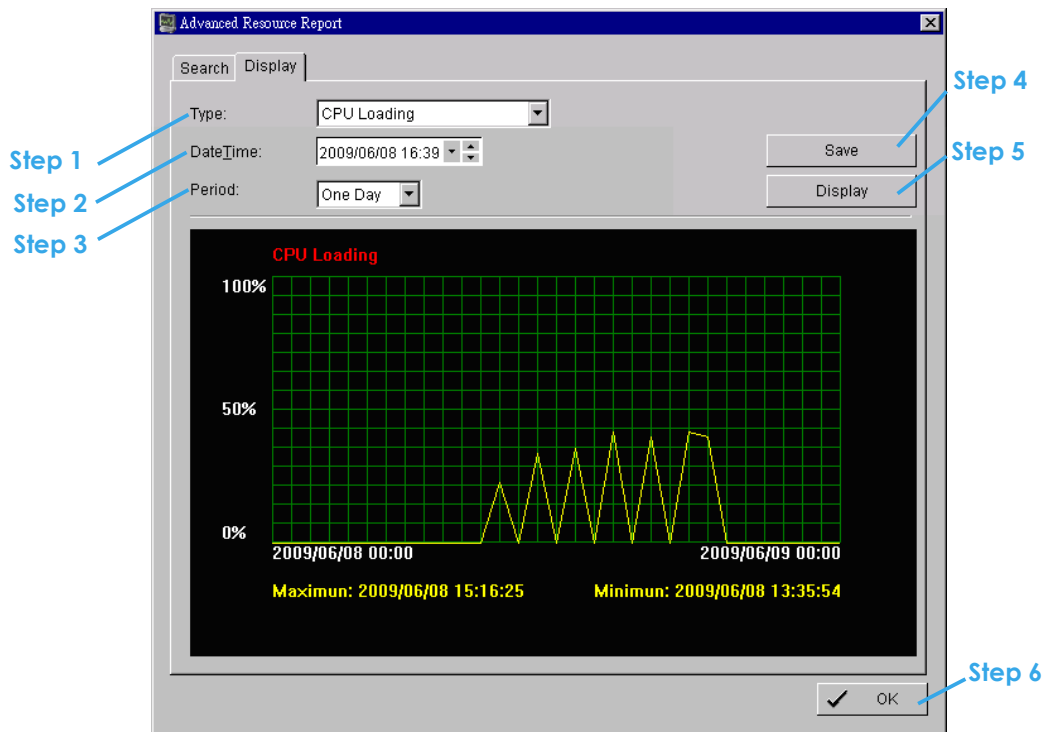 Advanced Resource Report
Search Display
Step 4
Type: CPU Loading
Step 1
DateTime: 2009/06/08 16:39
Save
Step 5
Step 2
Period: One Day
Display
Step 3
CPU Loading
100%
50%
0%
2009/06/08 00:00 2009/06/09 00:00
Maximun: 2009/06/08 15:16:25 Minimun: 2009/06/08 13:35:54
Step 6
OK